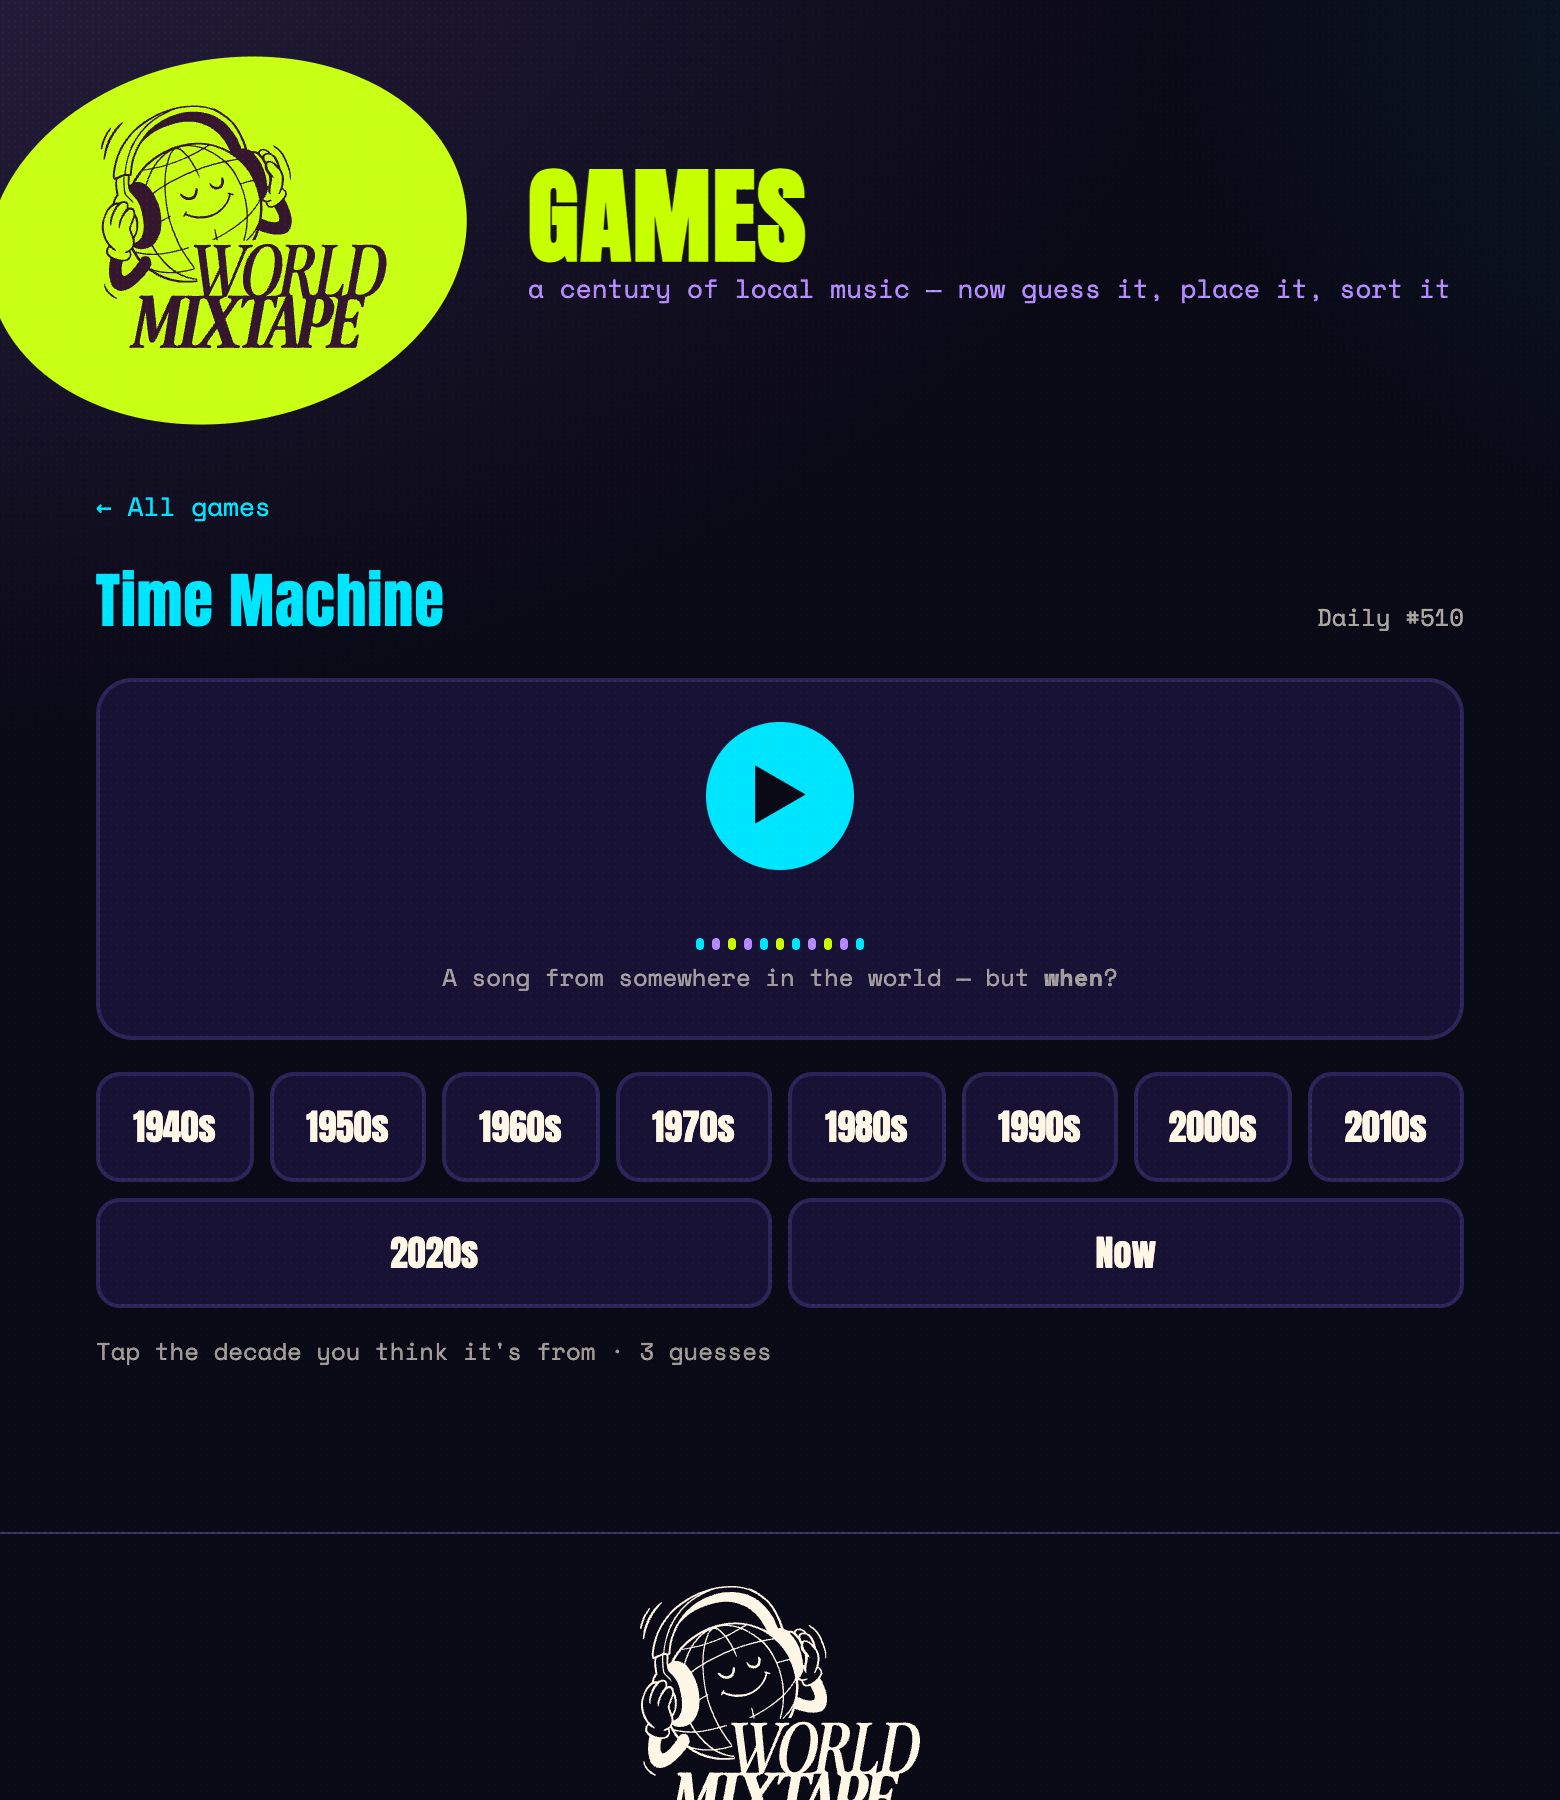 WORLD
MIXTAPE
GAMES
a century of local music — now guess it, place it, sort it
← All games
Time Machine
Daily #510
A song from somewhere in the world — but when?
1940s 1950s 1960s 1970s 1980s 1990s 2000s 2010s
2020s Now
Tap the decade you think it's from · 3 guesses
WORLD
MIXTAPE